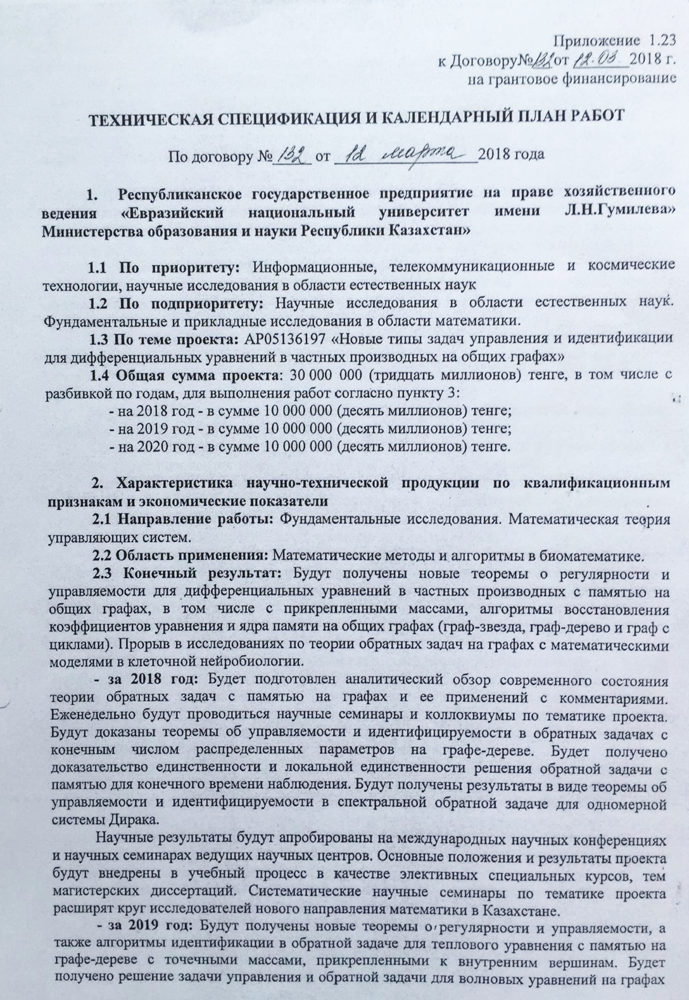 Приложение 1.23
к Договору№132от 12.03 2018 г.
на грантовое финансирование
ТЕХНИЧЕСКАЯ СПЕЦИФИКАЦИЯ И КАЛЕНДАРНЫЙ ПЛАН РАБОТ
По договору № 132 от 12 марта 2018 года
1. Республиканское государственное предприятие на праве хозяйственного
ведения «Евразийский национальный университет имени Л.Н.Гумилева»
Министерства образования и науки Республики Казахстан»
1.1 По приоритету: Информационные, телекоммуникационные и космические
технологии, научные исследования в области естественных наук
1.2 По подприоритету: Научные исследования в области естественных наук.
Фундаментальные и прикладные исследования в области математики.
1.3 По теме проекта: АР05136197 «Новые типы задач управления и идентификации
для дифференциальных уравнений в частных производных на общих графах»
1.4 Общая сумма проекта: 30 000 000 (тридцать миллионов) тенге, в том числе с
разбивкой по годам, для выполнения работ согласно пункту 3:
- на 2018 год - в сумме 10 000 000 (десять миллионов) тенге;
- на 2019 год - в сумме 10 000 000 (десять миллионов) тенге;
- на 2020 год - в сумме 10 000 000 (десять миллионов) тенге.
2. Характеристика научно-технической продукции по квалификационным
признакам и экономические показатели
2.1 Направление работы: Фундаментальные исследования. Математическая теория
управляющих систем.
2.2 Область применения: Математические методы и алгоритмы в биоматематике.
2.3 Конечный результат: Будут получены новые теоремы о регулярности и
управляемости для дифференциальных уравнений в частных производных с памятью на
общих графах, в том числе с прикрепленными массами, алгоритмы восстановления
коэффициентов уравнения и ядра памяти на общих графах (граф-звезда, граф-дерево и граф с
циклами). Прорыв в исследованиях по теории обратных задач на графах с математическими
моделями в клеточной нейробиологии.
- за 2018 год: Будет подготовлен аналитический обзор современного состояния
теории обратных задач с памятью на графах и ее применений с комментариями.
Еженедельно будут проводиться научные семинары и коллоквиумы по тематике проекта.
Будут доказаны теоремы об управляемости и идентифицируемости в обратных задачах с
конечным числом распределенных параметров на графе-дереве. Будет получено
доказательство единственности и локальной единственности решения обратной задачи с
памятью для конечного времени наблюдения. Будут получены результаты в виде теоремы об
управляемости и идентифицируемости в спектральной обратной задаче для одномерной
системы Дирака.
Научные результаты будут апробированы на международных научных конференциях
и научных семинарах ведущих научных центров. Основные положения и результаты проекта
будут внедрены в учебный процесс в качестве элективных специальных курсов, тем
магистерских диссертаций. Систематические научные семинары по тематике проекта
расширят круг исследователей нового направления математики в Казахстане.
- за 2019 год: Будут получены новые теоремы о регулярности и управляемости, а
также алгоритмы идентификации в обратной задаче для теплового уравнения с памятью на
графе-дереве с точечными массами, прикрепленными к внутренним вершинам. Будет
получено решение задачи управления и обратной задачи для волновых уравнений на графах